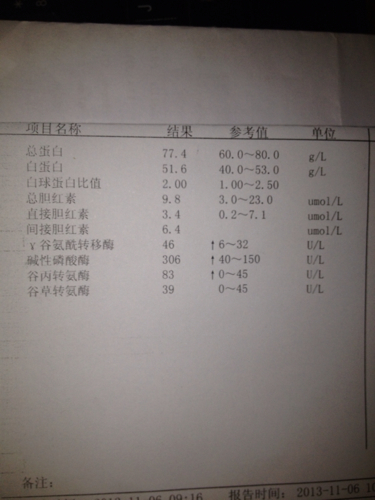 项目名称 结果 参考值 单位
总蛋白 77.4 60.0～80.0 g/L
白蛋白 51.6 40.0～53.0 g/L
白球蛋白比值 2.00 1.00～2.50
总胆红素 9.8 3.0～23.0 umol/L
直接胆红素 3.4 0.2～7.1 umol/L
间接胆红素 6.4 umol/L
γ谷氨酰转移酶 46 ↑6～32 U/L
碱性磷酸酶 306 ↑40～150 U/L
谷丙转氨酶 83 ↑0～45 U/L
谷草转氨酶 39 0～45 U/L
备注：
11-06 09:16 报告时间：2013-11-06